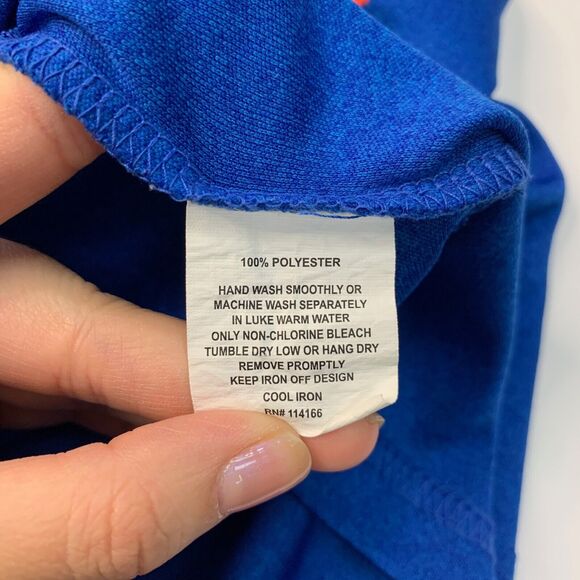 100% POLYESTER
HAND WASH SMOOTHLY OR
MACHINE WASH SEPARATELY
IN LUKE WARM WATER
ONLY NON-CHLORINE BLEACH
TUMBLE DRY LOW OR HANG DRY
REMOVE PROMPTLY
KEEP IRON OFF DESIGN
COOL IRON
BN# 114166